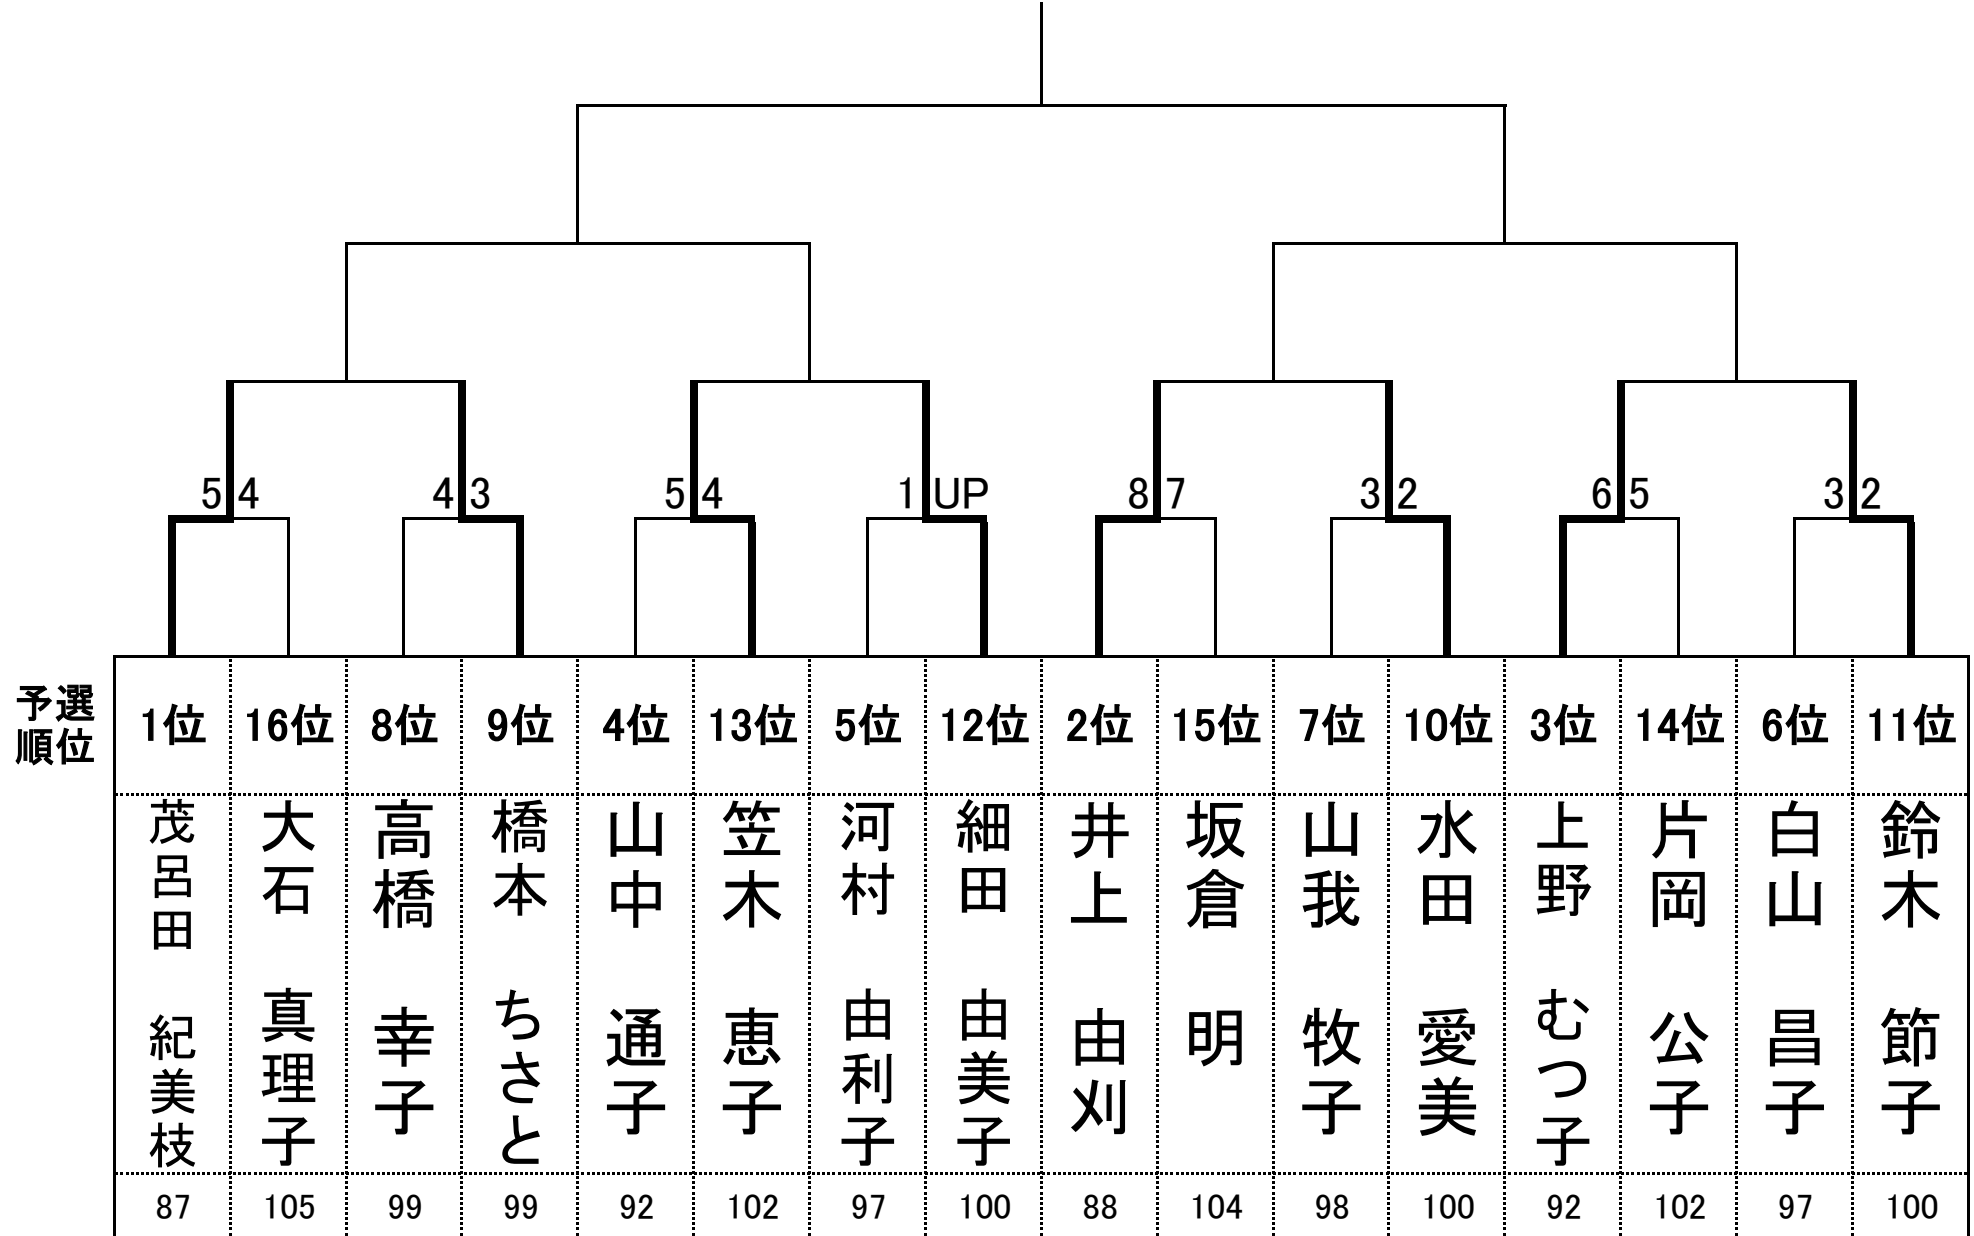 5 4 4 3 5 4 1 UP 8 7 3 2 6 5 3 2
予選
順位
1位 16位 8位 9位 4位 13位 5位 12位 2位 15位 7位 10位 3位 14位 6位 11位
茂呂田 紀美枝
大石 真理子
高橋 幸子
橋本 ちさと
山中 通子
笠木 恵子
河村 由利子
細田 由美子
井上 由刈
坂倉 明
山我 牧子
水田 愛美
上野 むつ子
片岡 公子
白山 昌子
鈴木 節子
87 105 99 99 92 102 97 100 88 104 98 100 92 102 97 100